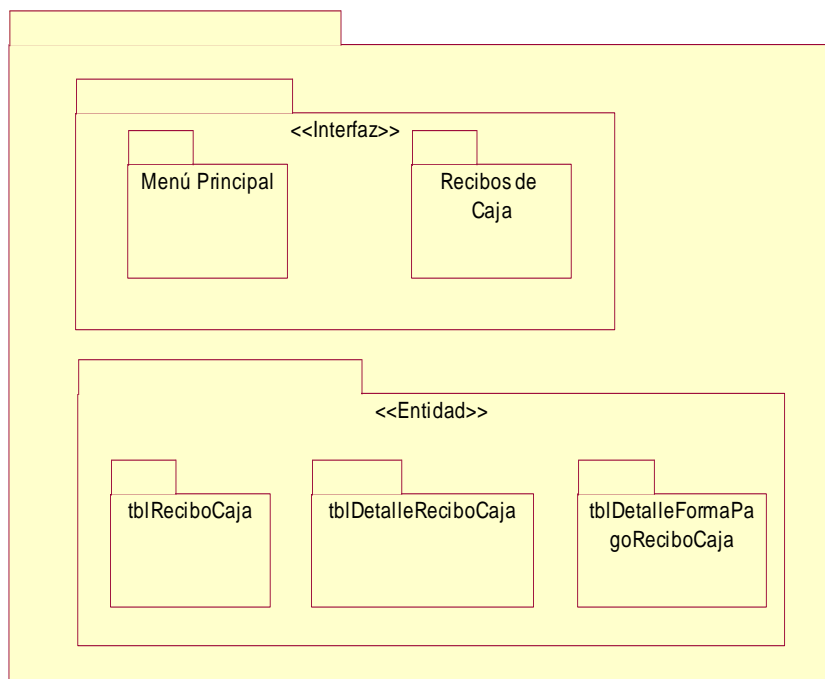 <<Interfaz>>
Menú Principal
Recibos de
Caja
<<Entidad>>
tblReciboCaja
tblDetalleReciboCaja
tblDetalleFormaPa
goReciboCaja